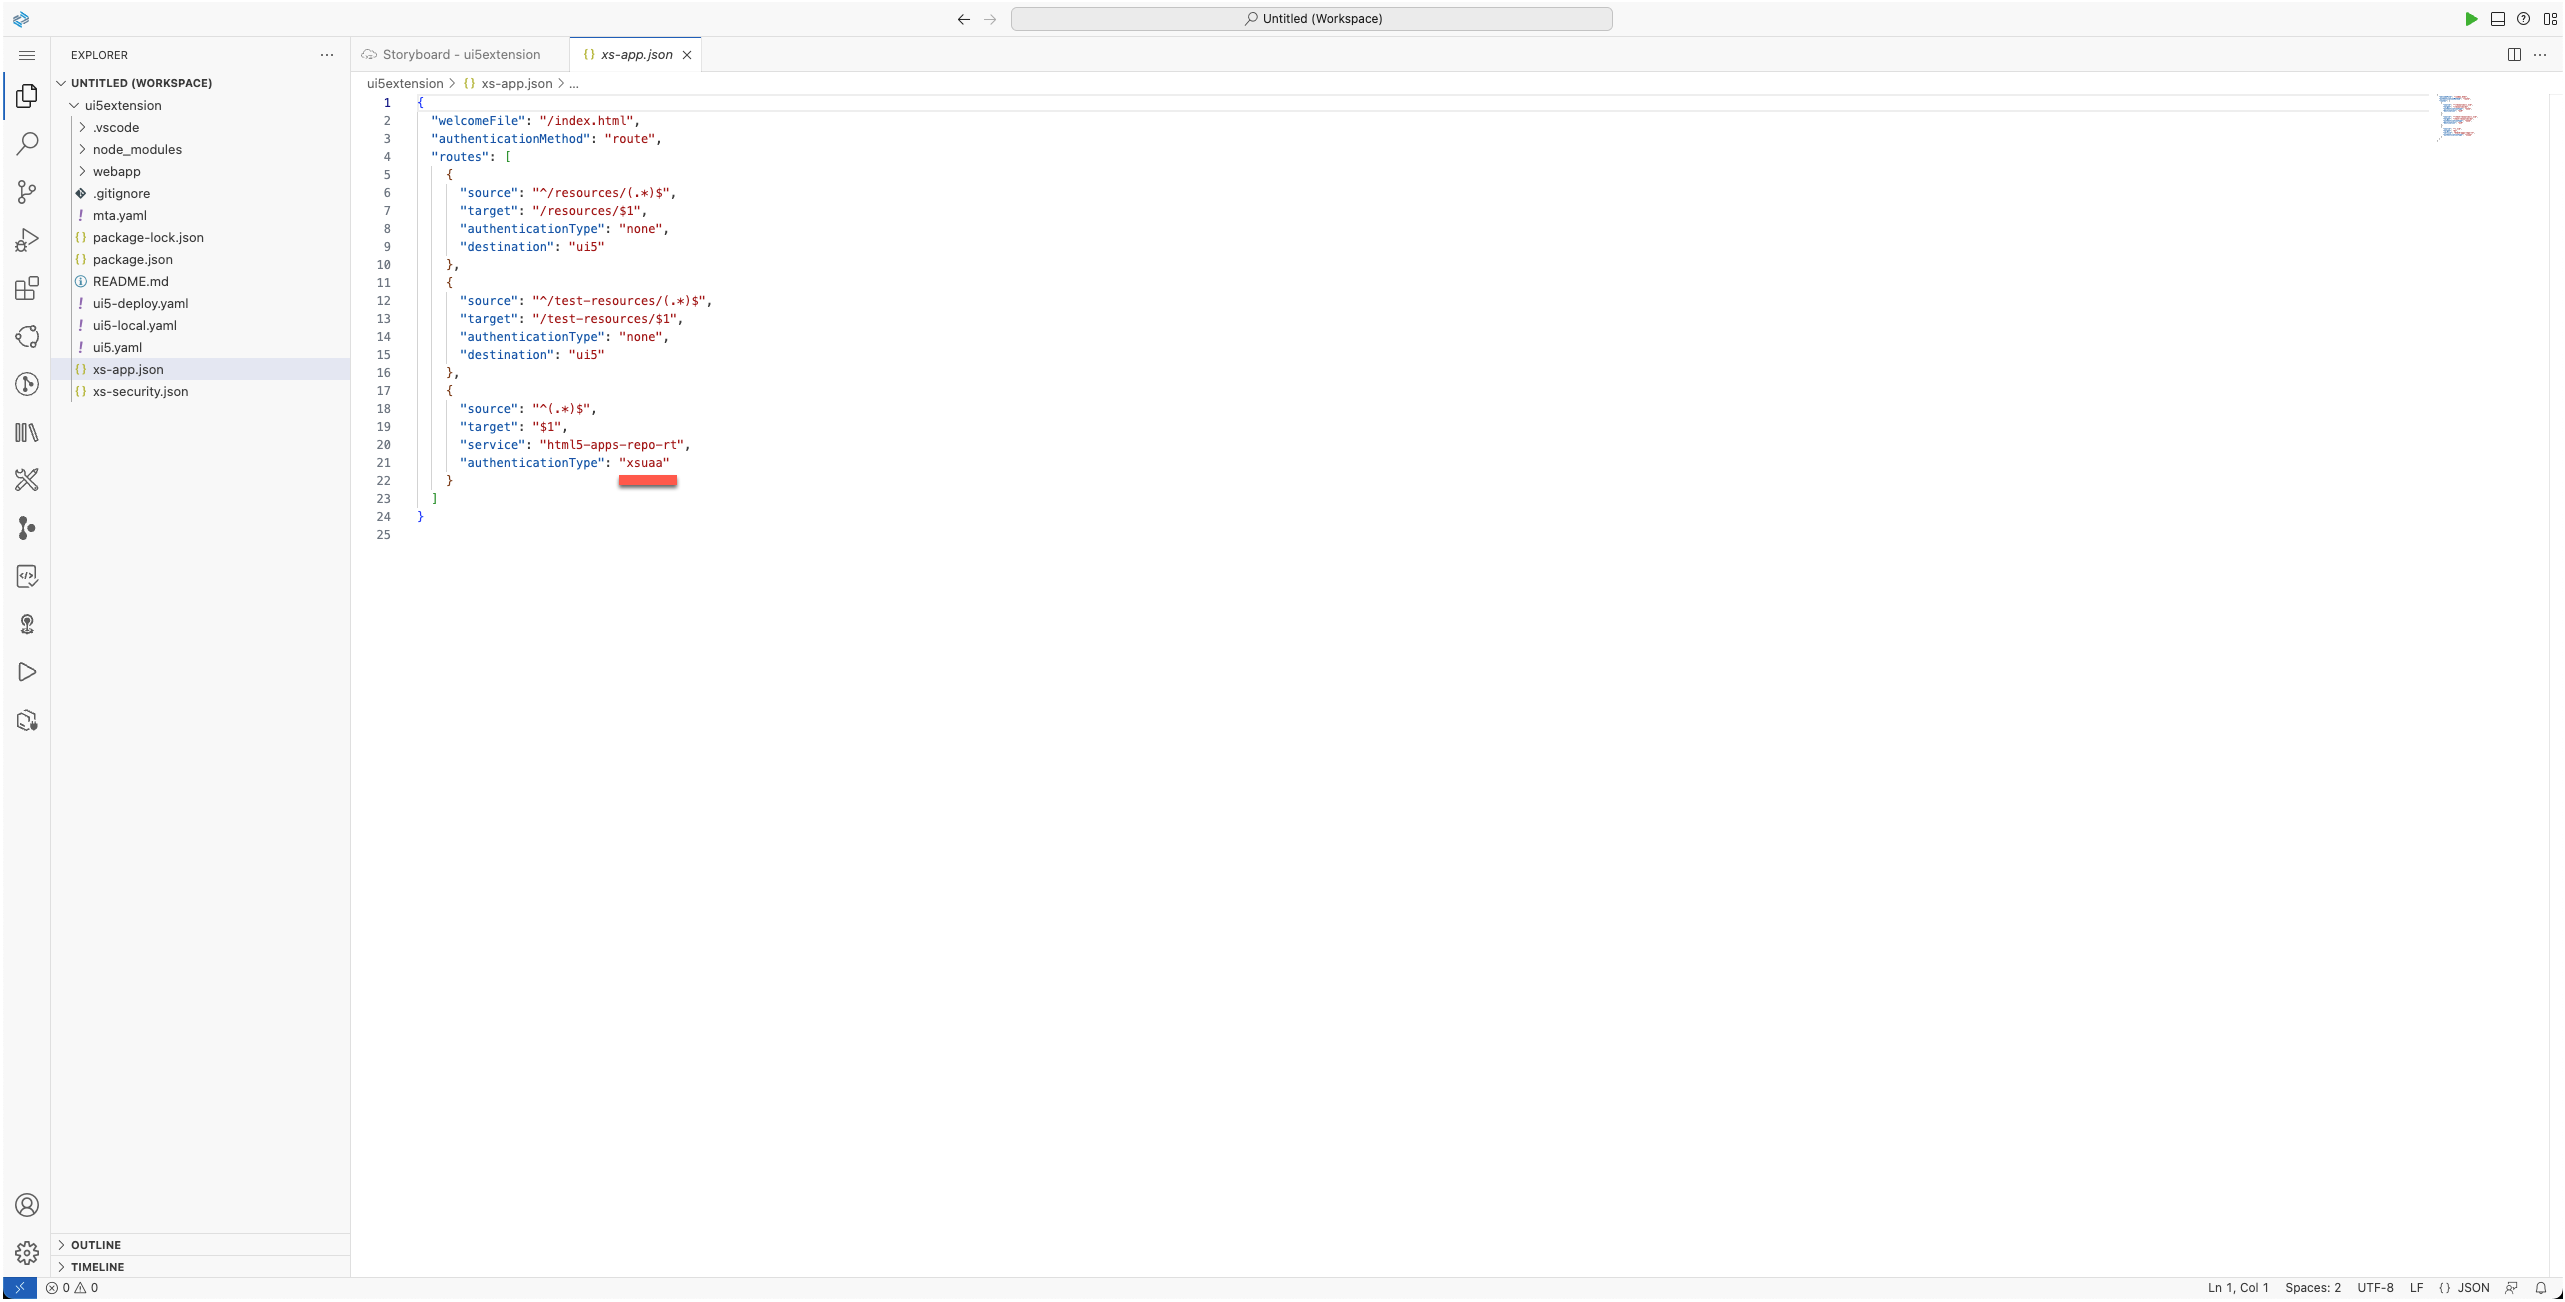 Untitled (Workspace)
EXPLORER
UNTITLED (WORKSPACE)
ui5extension
.vscode
node_modules
webapp
.gitignore
mta.yaml
package-lock.json
package.json
README.md
ui5-deploy.yaml
ui5-local.yaml
ui5.yaml
xs-app.json
xs-security.json
OUTLINE
TIMELINE
Storyboard - ui5extension
xs-app.json
ui5extension > {} xs-app.json > ...
1 {
2 "welcomeFile": "/index.html",
3 "authenticationMethod": "route",
4 "routes": [
5 {
6 "source": "^/resources/(.*)$",
7 "target": "/resources/$1",
8 "authenticationType": "none",
9 "destination": "ui5"
10 },
11 {
12 "source": "^/test-resources/(.*)$",
13 "target": "/test-resources/$1",
14 "authenticationType": "none",
15 "destination": "ui5"
16 },
17 {
18 "source": "^(.*)$",
19 "target": "$1",
20 "service": "html5-apps-repo-rt",
21 "authenticationType": "xsuaa"
22 }
23 ]
24 }
25
0 0
Ln 1, Col 1 Spaces: 2 UTF-8 LF {} JSON